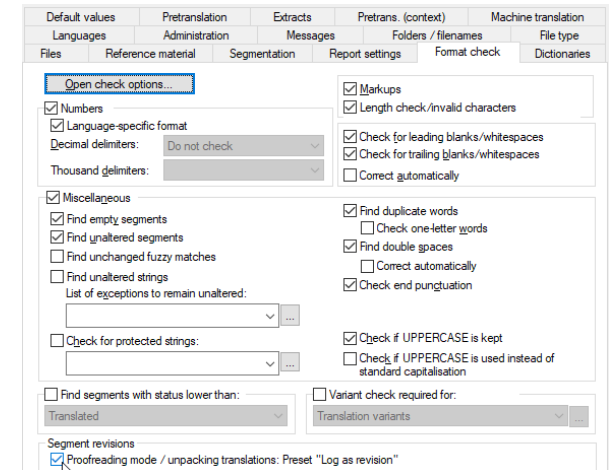 Default values Pretranslation Extracts Pretrans. (context) Machine translation
Languages Administration Messages Folders / filenames File type
Files Reference material Segmentation Report settings Format check Dictionaries
Open check options...
Numbers
Language-specific format
Decimal delimiters: Do not check
Thousand delimiters:
Markups
Length check/invalid characters
Check for leading blanks/whitespaces
Check for trailing blanks/whitespaces
Correct automatically
Miscellaneous
Find empty segments
Find unaltered segments
Find unchanged fuzzy matches
Find unaltered strings
List of exceptions to remain unaltered:
...
Check for protected strings:
...
Find duplicate words
Check one-letter words
Find double spaces
Correct automatically
Check end punctuation
Check if UPPERCASE is kept
Check if UPPERCASE is used instead of
standard capitalisation
Find segments with status lower than:
Translated
Variant check required for:
Translation variants ...
Segment revisions
Proofreading mode / unpacking translations: Preset "Log as revision"